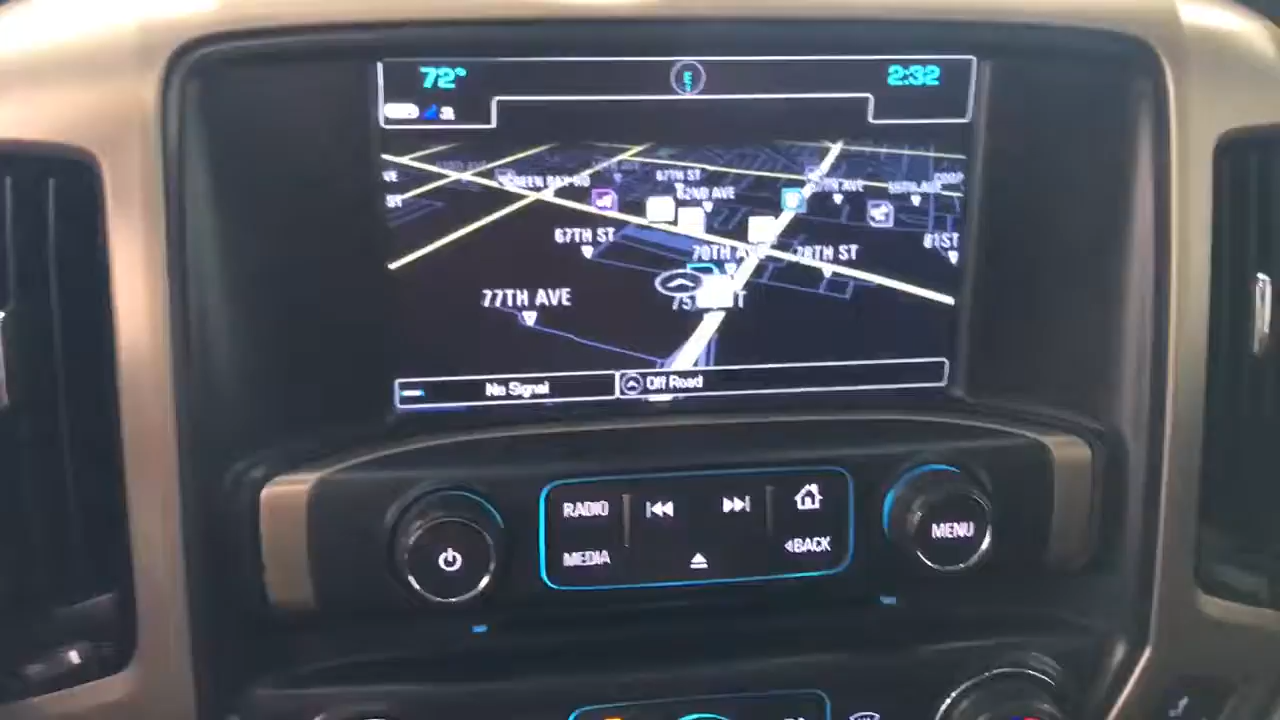 72°
E
2:32
67TH ST
62ND AVE
67TH ST
70TH AVE
78TH ST
81ST
77TH AVE
No Signal
Off Road
RADIO
MEDIA
BACK
MENU